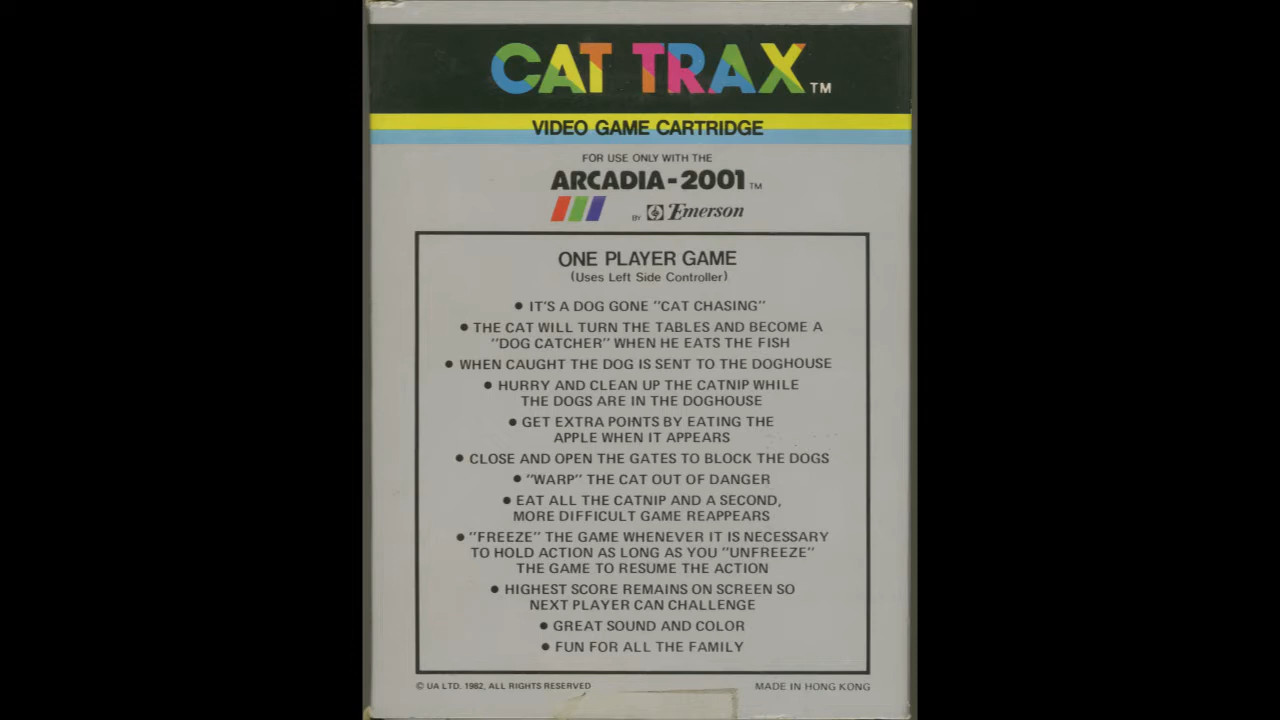 CAT TRAX TM
VIDEO GAME CARTRIDGE
FOR USE ONLY WITH THE
ARCADIA-2001 TM
BY Emerson
ONE PLAYER GAME
(Uses Left Side Controller)
• IT'S A DOG GONE "CAT CHASING"
• THE CAT WILL TURN THE TABLES AND BECOME A
"DOG CATCHER" WHEN HE EATS THE FISH
• WHEN CAUGHT THE DOG IS SENT TO THE DOGHOUSE
• HURRY AND CLEAN UP THE CATNIP WHILE
THE DOGS ARE IN THE DOGHOUSE
• GET EXTRA POINTS BY EATING THE
APPLE WHEN IT APPEARS
• CLOSE AND OPEN THE GATES TO BLOCK THE DOGS
• "WARP" THE CAT OUT OF DANGER
• EAT ALL THE CATNIP AND A SECOND,
MORE DIFFICULT GAME REAPPEARS
• "FREEZE" THE GAME WHENEVER IT IS NECESSARY
TO HOLD ACTION AS LONG AS YOU "UNFREEZE"
THE GAME TO RESUME THE ACTION
• HIGHEST SCORE REMAINS ON SCREEN SO
NEXT PLAYER CAN CHALLENGE
• GREAT SOUND AND COLOR
• FUN FOR ALL THE FAMILY
© UA LTD. 1982, ALL RIGHTS RESERVED
MADE IN HONG KONG